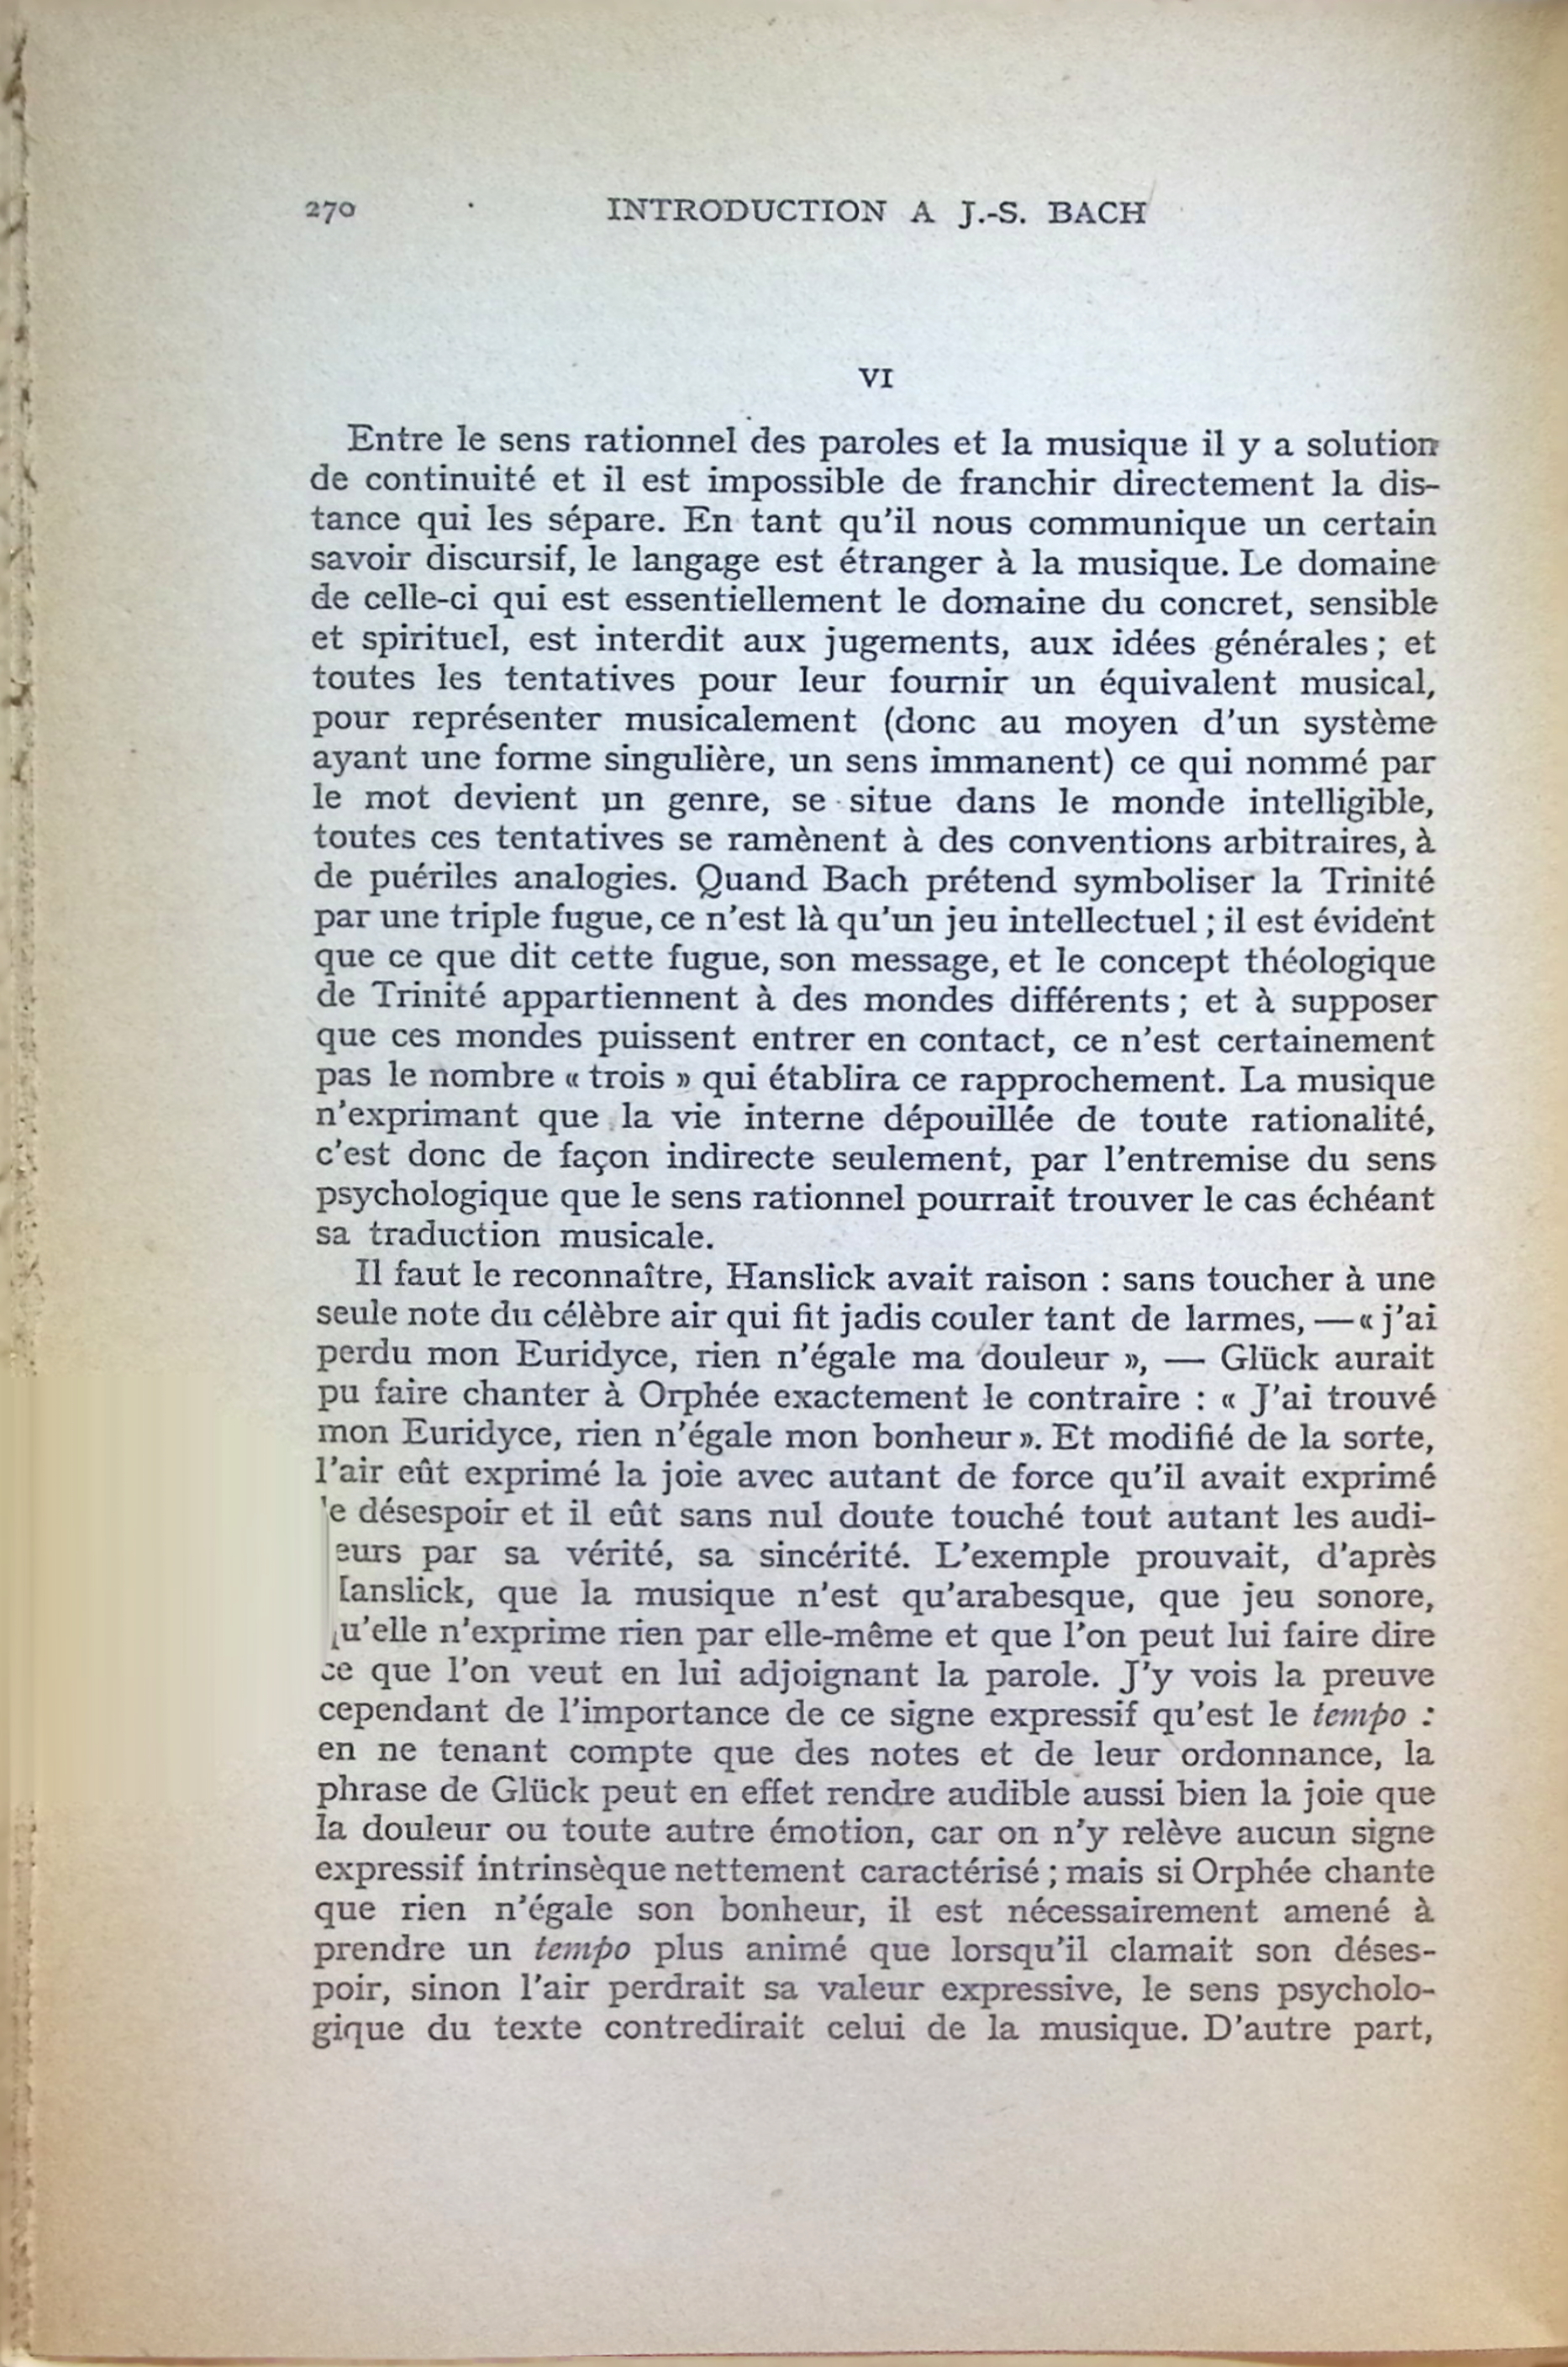 270 INTRODUCTION A J.-S. BACH
VI
Entre le sens rationnel des paroles et la musique il y a solution
de continuité et il est impossible de franchir directement la dis-
tance qui les sépare. En tant qu'il nous communique un certain
savoir discursif, le langage est étranger à la musique. Le domaine
de celle-ci qui est essentiellement le domaine du concret, sensible
et spirituel, est interdit aux jugements, aux idées générales ; et
toutes les tentatives pour leur fournir un équivalent musical,
pour représenter musicalement (donc au moyen d'un système
ayant une forme singulière, un sens immanent) ce qui nommé par
le mot devient un genre, se situe dans le monde intelligible,
toutes ces tentatives se ramènent à des conventions arbitraires, à
de puériles analogies. Quand Bach prétend symboliser la Trinité
par une triple fugue, ce n'est là qu'un jeu intellectuel ; il est évident
que ce que dit cette fugue, son message, et le concept théologique
de Trinité appartiennent à des mondes différents ; et à supposer
que ces mondes puissent entrer en contact, ce n'est certainement
pas le nombre « trois » qui établira ce rapprochement. La musique
n'exprimant que la vie interne dépouillée de toute rationalité,
c'est donc de façon indirecte seulement, par l'entremise du sens
psychologique que le sens rationnel pourrait trouver le cas échéant
sa traduction musicale.
Il faut le reconnaître, Hanslick avait raison : sans toucher à une
seule note du célèbre air qui fit jadis couler tant de larmes, — « j'ai
perdu mon Euridyce, rien n'égale ma douleur », — Glück aurait
pu faire chanter à Orphée exactement le contraire : « J'ai trouvé
mon Euridyce, rien n'égale mon bonheur ». Et modifié de la sorte,
l'air eût exprimé la joie avec autant de force qu'il avait exprimé
le désespoir et il eût sans nul doute touché tout autant les audi-
eurs par sa vérité, sa sincérité. L'exemple prouvait, d'après
anslick, que la musique n'est qu'arabesque, que jeu sonore,
u'elle n'exprime rien par elle-même et que l'on peut lui faire dire
ce que l'on veut en lui adjoignant la parole. J'y vois la preuve
cependant de l'importance de ce signe expressif qu'est le tempo :
en ne tenant compte que des notes et de leur ordonnance, la
phrase de Glück peut en effet rendre audible aussi bien la joie que
la douleur ou toute autre émotion, car on n'y relève aucun signe
expressif intrinsèque nettement caractérisé ; mais si Orphée chante
que rien n'égale son bonheur, il est nécessairement amené à
prendre un tempo plus animé que lorsqu'il clamait son déses-
poir, sinon l'air perdrait sa valeur expressive, le sens psycholo-
gique du texte contredirait celui de la musique. D'autre part,